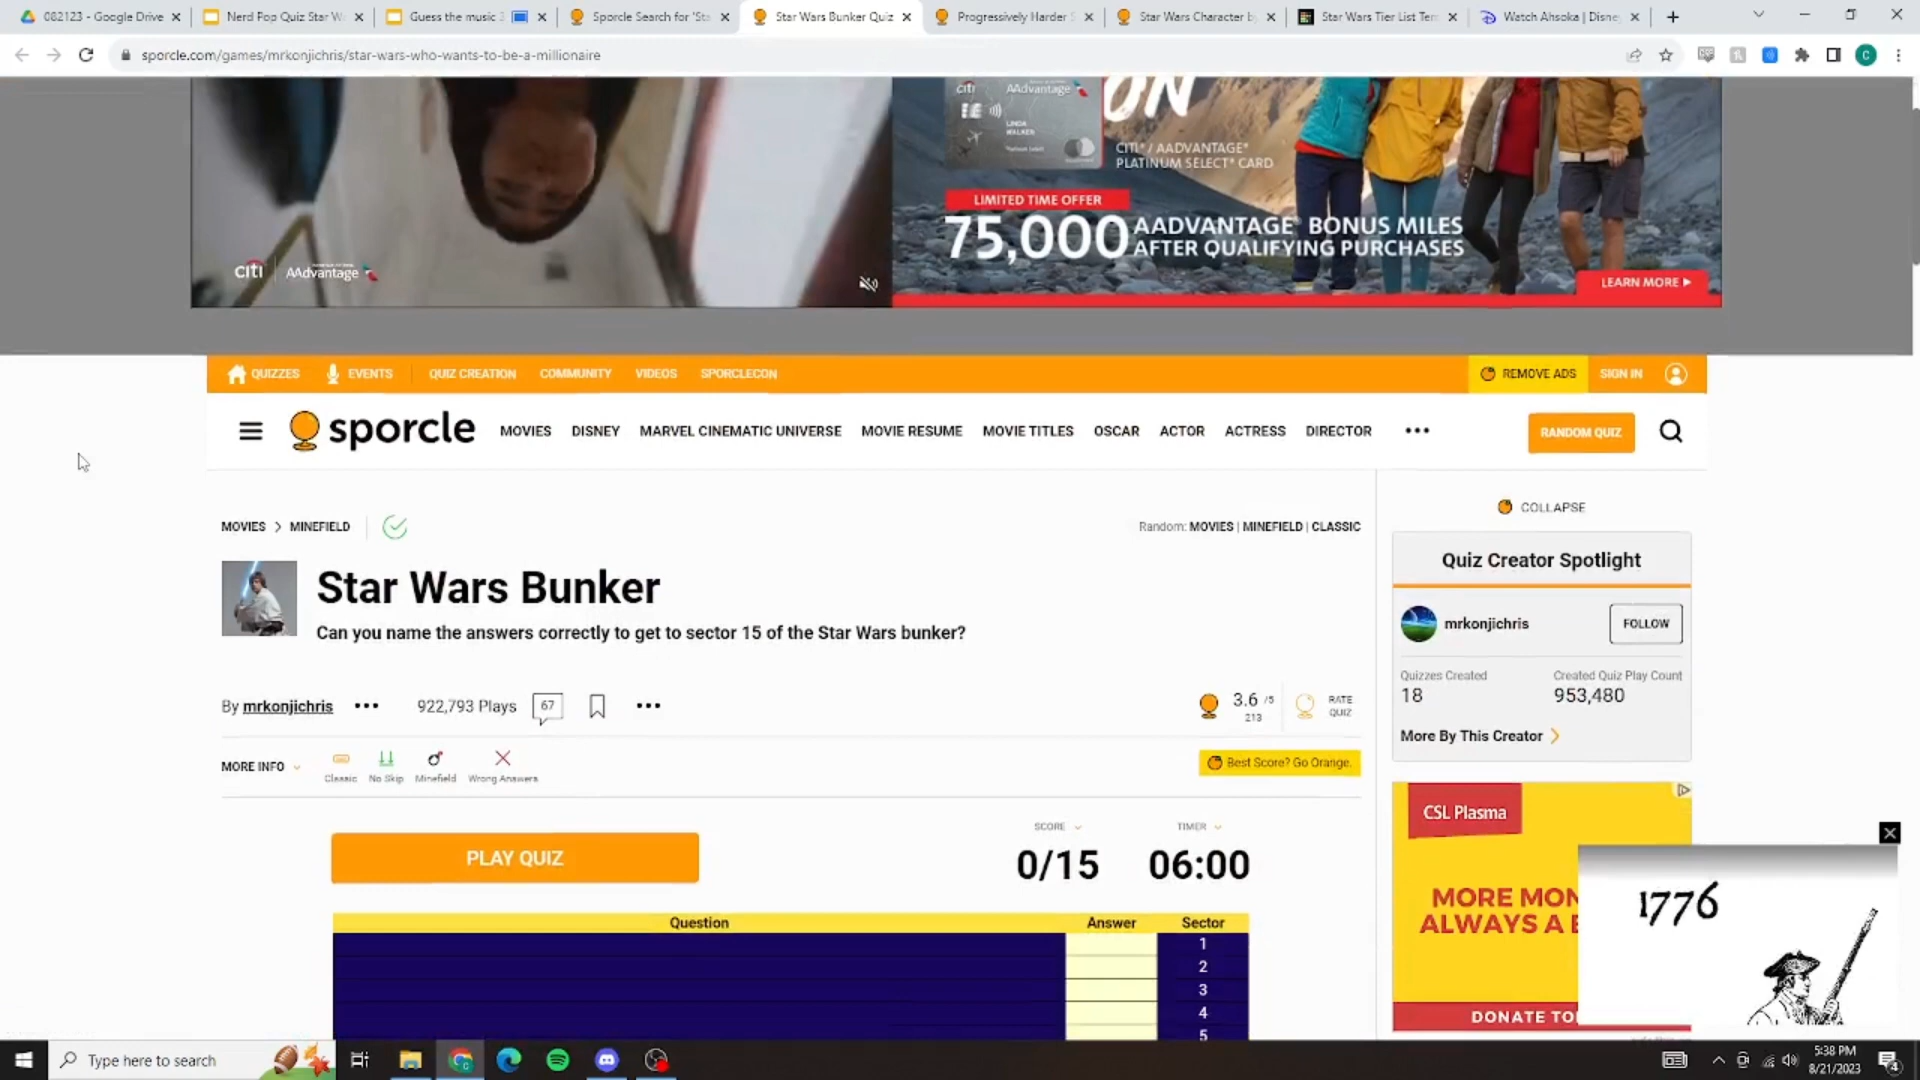 082123 - Google Drive
Nerd Pop Quiz Star W
Guess the music
Sporcle Search for 'Sta
Star Wars Bunker Quiz
Progressively Harder S
Star Wars Character by
Star Wars Tier List Tem
Watch Ahsoka | Disne
sporcle.com/games/mrkonjichris/star-wars-who-wants-to-be-a-millionaire
C
citi AAdvantage
ON
LINDA
WALKER
CITI® / AADVANTAGE®
PLATINUM SELECT® CARD
LIMITED TIME OFFER
75,000 AADVANTAGE® BONUS MILES
AFTER QUALIFYING PURCHASES
citi | AAdvantage
LEARN MORE
QUIZZES EVENTS QUIZ CREATION COMMUNITY VIDEOS SPORCLECON REMOVE ADS SIGN IN
sporcle MOVIES DISNEY MARVEL CINEMATIC UNIVERSE MOVIE RESUME MOVIE TITLES OSCAR ACTOR ACTRESS DIRECTOR ••• RANDOM QUIZ
COLLAPSE
MOVIES > MINEFIELD
Random: MOVIES | MINEFIELD | CLASSIC
Quiz Creator Spotlight
Star Wars Bunker
Can you name the answers correctly to get to sector 15 of the Star Wars bunker?
mrkonjichris FOLLOW
Quizzes Created
18
Created Quiz Play Count
953,480
By mrkonjichris ••• 922,793 Plays 67 •••
3.6 /5
213
RATE
QUIZ
More By This Creator
MORE INFO
Classic No Skip Minefield Wrong Answers
Best Score? Go Orange.
CSL Plasma
SCORE
0/15
TIMER
06:00
PLAY QUIZ
MORE MON
ALWAYS A B
1776
DONATE TO
Question Answer Sector
1
2
3
4
5
Type here to search
5:38 PM
8/21/2023
4